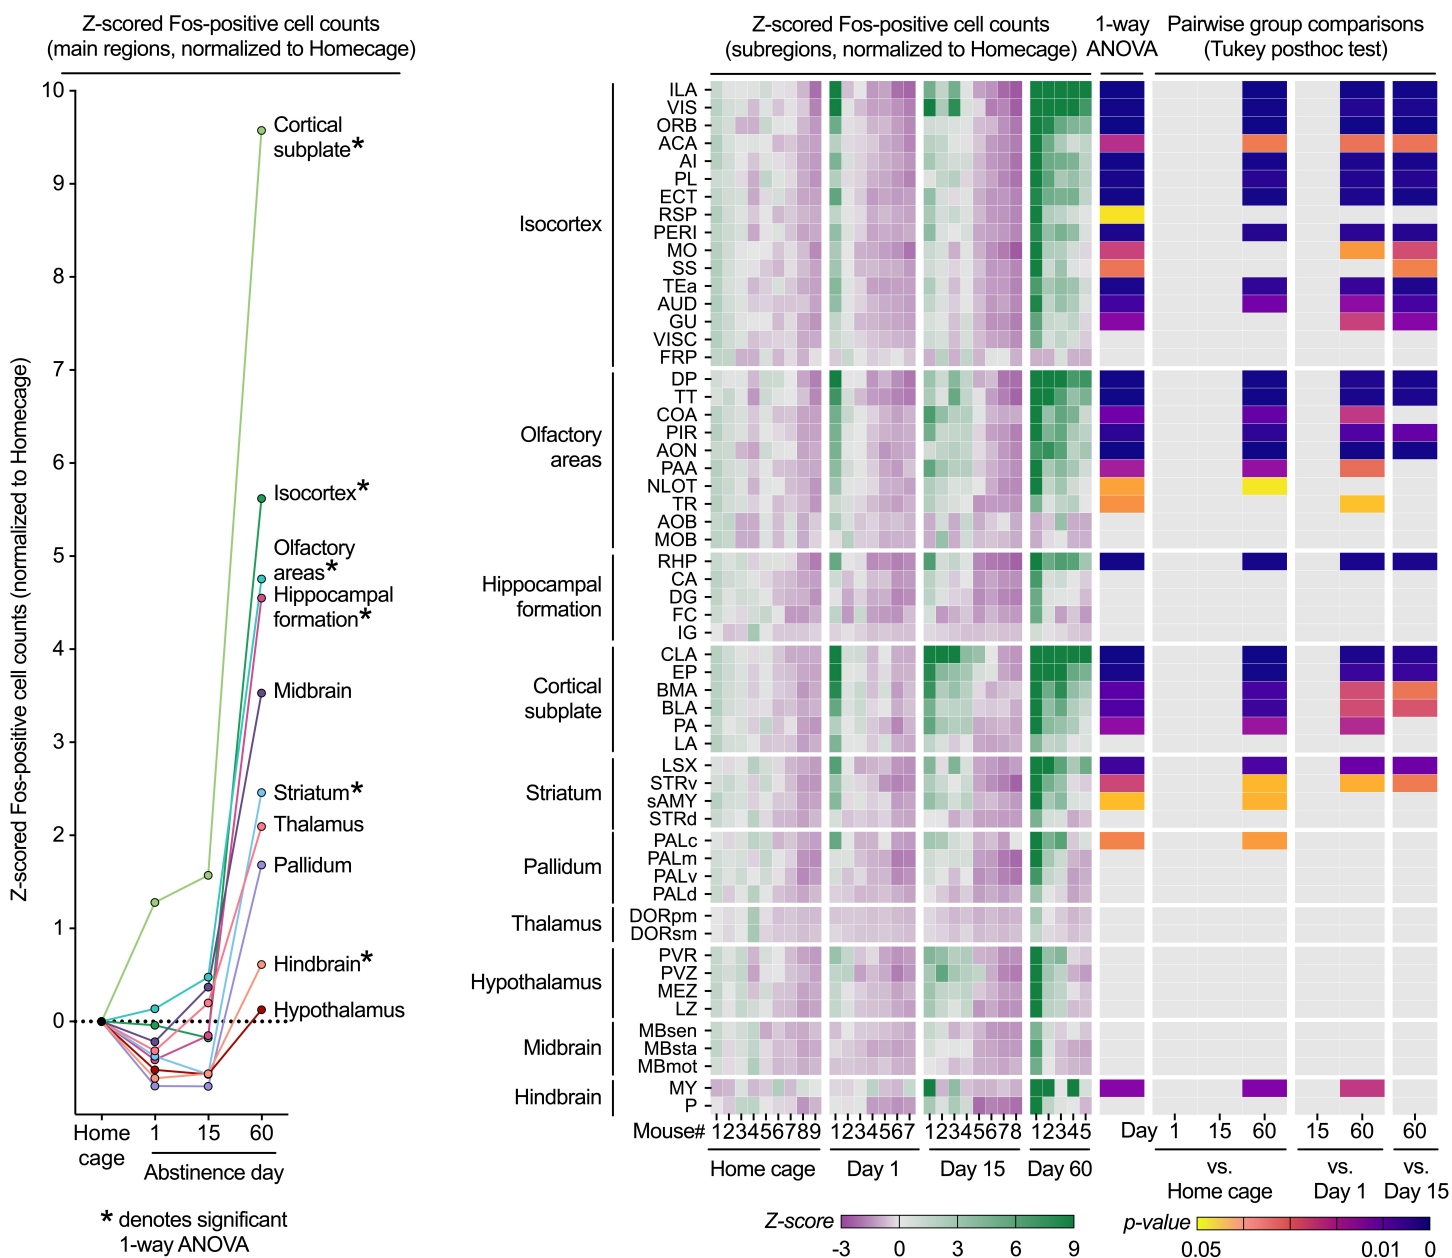 Z-scored Fos-positive cell counts
(main regions, normalized to Homecage)
Z-scored Fos-positive cell counts (normalized to Homecage)
10
9
8
7
6
5
4
3
2
1
0
Cortical
subplate*
Isocortex*
Olfactory
areas*
Hippocampal
formation*
Midbrain
Striatum*
Thalamus
Pallidum
Hindbrain*
Hypothalamus
Home
cage
1
15
60
Abstinence day
* denotes significant
1-way ANOVA
Z-scored Fos-positive cell counts
(subregions, normalized to Homecage)
1-way
ANOVA
Pairwise group comparisons
(Tukey posthoc test)
Isocortex
ILA
VIS
ORB
ACA
AI
PL
ECT
RSP
PERI
MO
SS
TEa
AUD
GU
VISC
FRP
Olfactory
areas
DP
TT
COA
PIR
AON
PAA
NLOT
TR
AOB
MOB
Hippocampal
formation
RHP
CA
DG
FC
IG
Cortical
subplate
CLA
EP
BMA
BLA
PA
LA
Striatum
LSX
STRv
sAMY
STRd
Pallidum
PALc
PALm
PALv
PALd
Thalamus
DORpm
DORsm
Hypothalamus
PVR
PVZ
MEZ
LZ
Midbrain
MBsen
MBsta
MBmot
Hindbrain
MY
P
Mouse# 123456789 1234567 12345678 12345
Home cage
Day 1
Day 15
Day 60
Day 1 15 60 15 60 60
vs.
Home cage
vs.
Day 1
vs.
Day 15
Z-score
-3 0 3 6 9
p-value
0.05 0.01 0